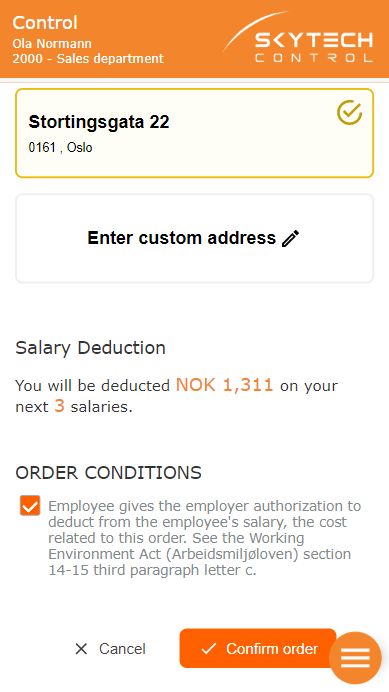 Control
Ola Normann
2000 - Sales department
SKYTECH
CONTROL
Stortingsgata 22
0161 , Oslo
Enter custom address
Salary Deduction
You will be deducted NOK 1,311 on your
next 3 salaries.
ORDER CONDITIONS
Employee gives the employer authorization to
deduct from the employee's salary, the cost
related to this order. See the Working
Environment Act (Arbeidsmiljøloven) section
14-15 third paragraph letter c.
Cancel
Confirm order